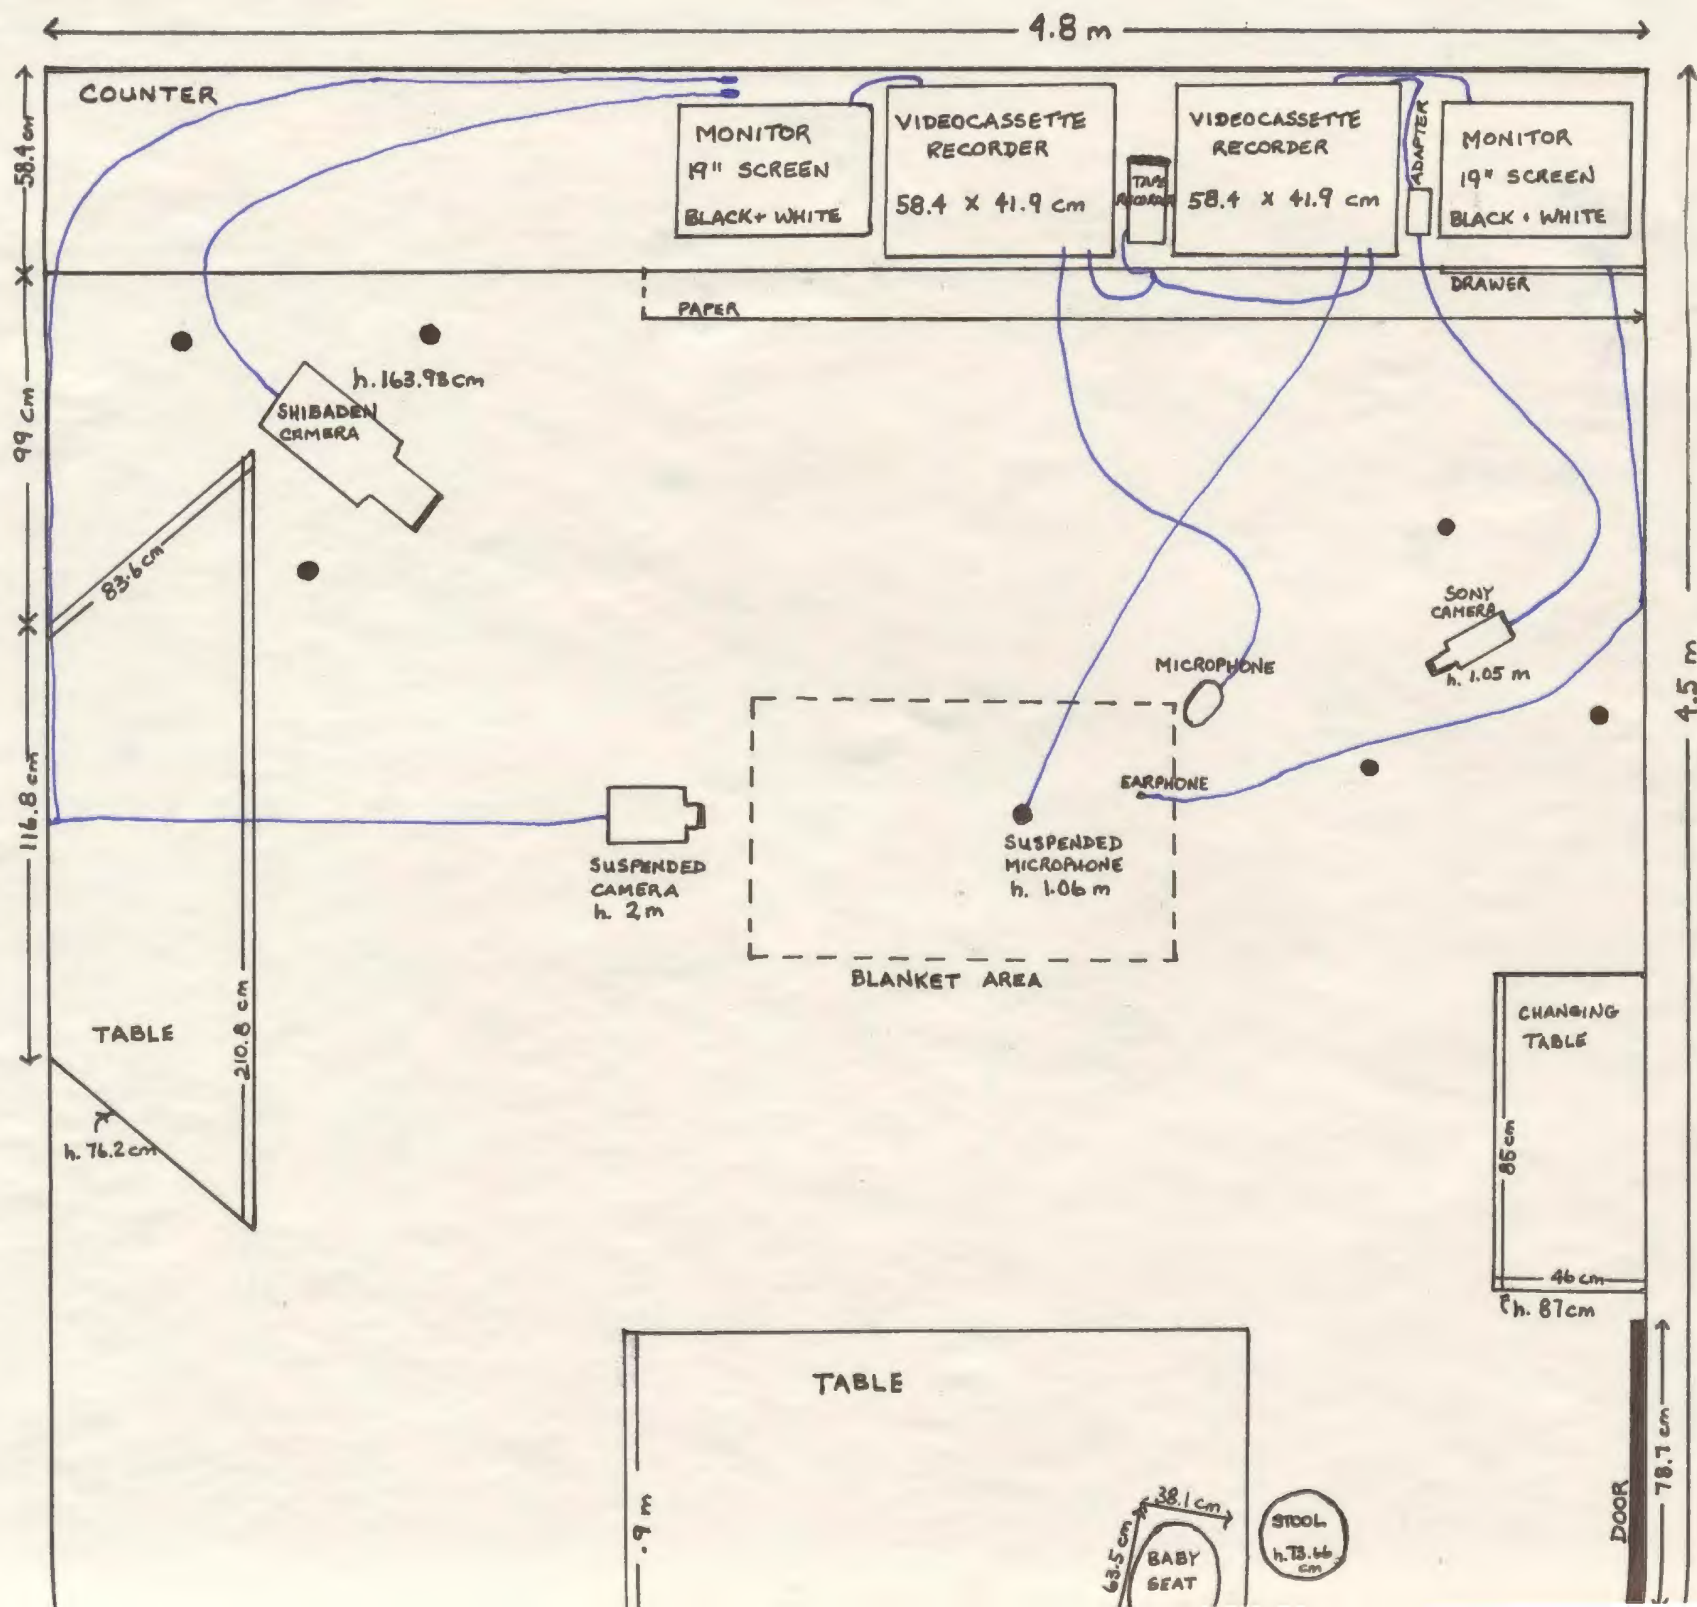 4.8 m
COUNTER
58.4 cm
MONITOR
19" SCREEN
BLACK + WHITE
VIDEOCASSETTE
RECORDER
58.4 x 41.9 cm
TAPE
RECORDER
VIDEOCASSETTE
RECORDER
58.4 x 41.9 cm
ADAPTER
MONITOR
19" SCREEN
BLACK + WHITE
DRAWER
PAPER
99 cm
h. 163.98 cm
SHIBADEN
CAMERA
83.6 cm
SONY
CAMERA
h. 1.05 m
4.5 m
MICROPHONE
116.8 cm
EARPHONE
SUSPENDED
CAMERA
h. 2 m
SUSPENDED
MICROPHONE
h. 1.06 m
BLANKET AREA
TABLE
210.8 cm
h. 76.2 cm
CHANGING
TABLE
85 cm
46 cm
h. 87 cm
TABLE
.9 m
38.1 cm
63.5 cm
BABY
SEAT
STOOL
h. 73.66
cm
DOOR
78.7 cm